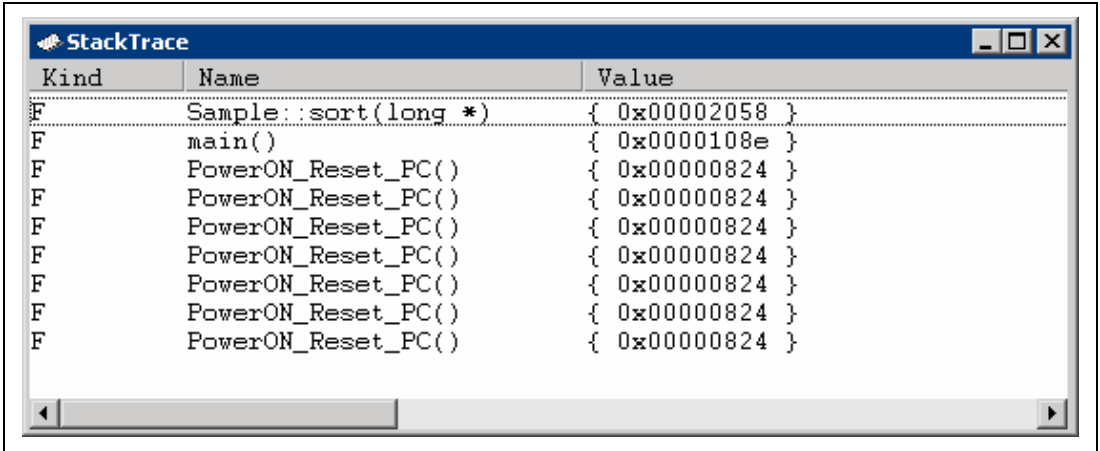 StackTrace
Kind Name Value
F Sample::sort(long *) { 0x00002058 }
F main() { 0x0000108e }
F PowerON_Reset_PC() { 0x00000824 }
F PowerON_Reset_PC() { 0x00000824 }
F PowerON_Reset_PC() { 0x00000824 }
F PowerON_Reset_PC() { 0x00000824 }
F PowerON_Reset_PC() { 0x00000824 }
F PowerON_Reset_PC() { 0x00000824 }
F PowerON_Reset_PC() { 0x00000824 }